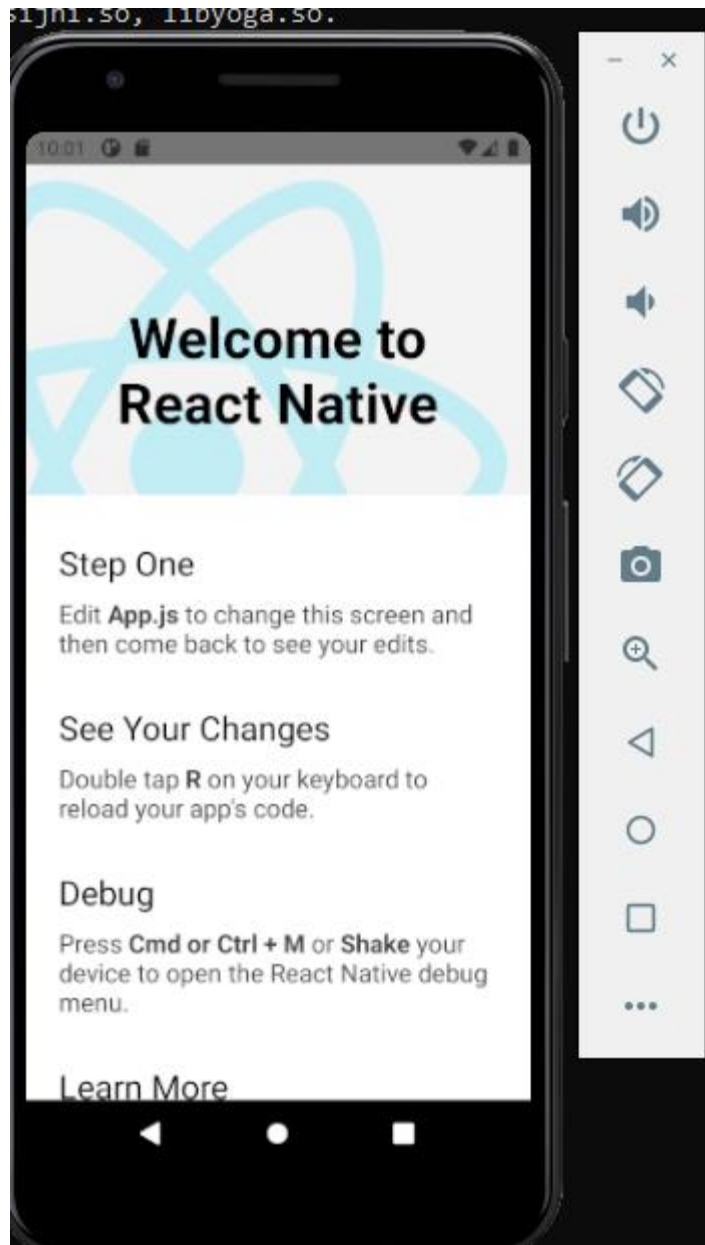 libyoga.so.
10:01
Welcome to
React Native
Step One
Edit App.js to change this screen and
then come back to see your edits.
See Your Changes
Double tap R on your keyboard to
reload your app's code.
Debug
Press Cmd or Ctrl + M or Shake your
device to open the React Native debug
menu.
Learn More